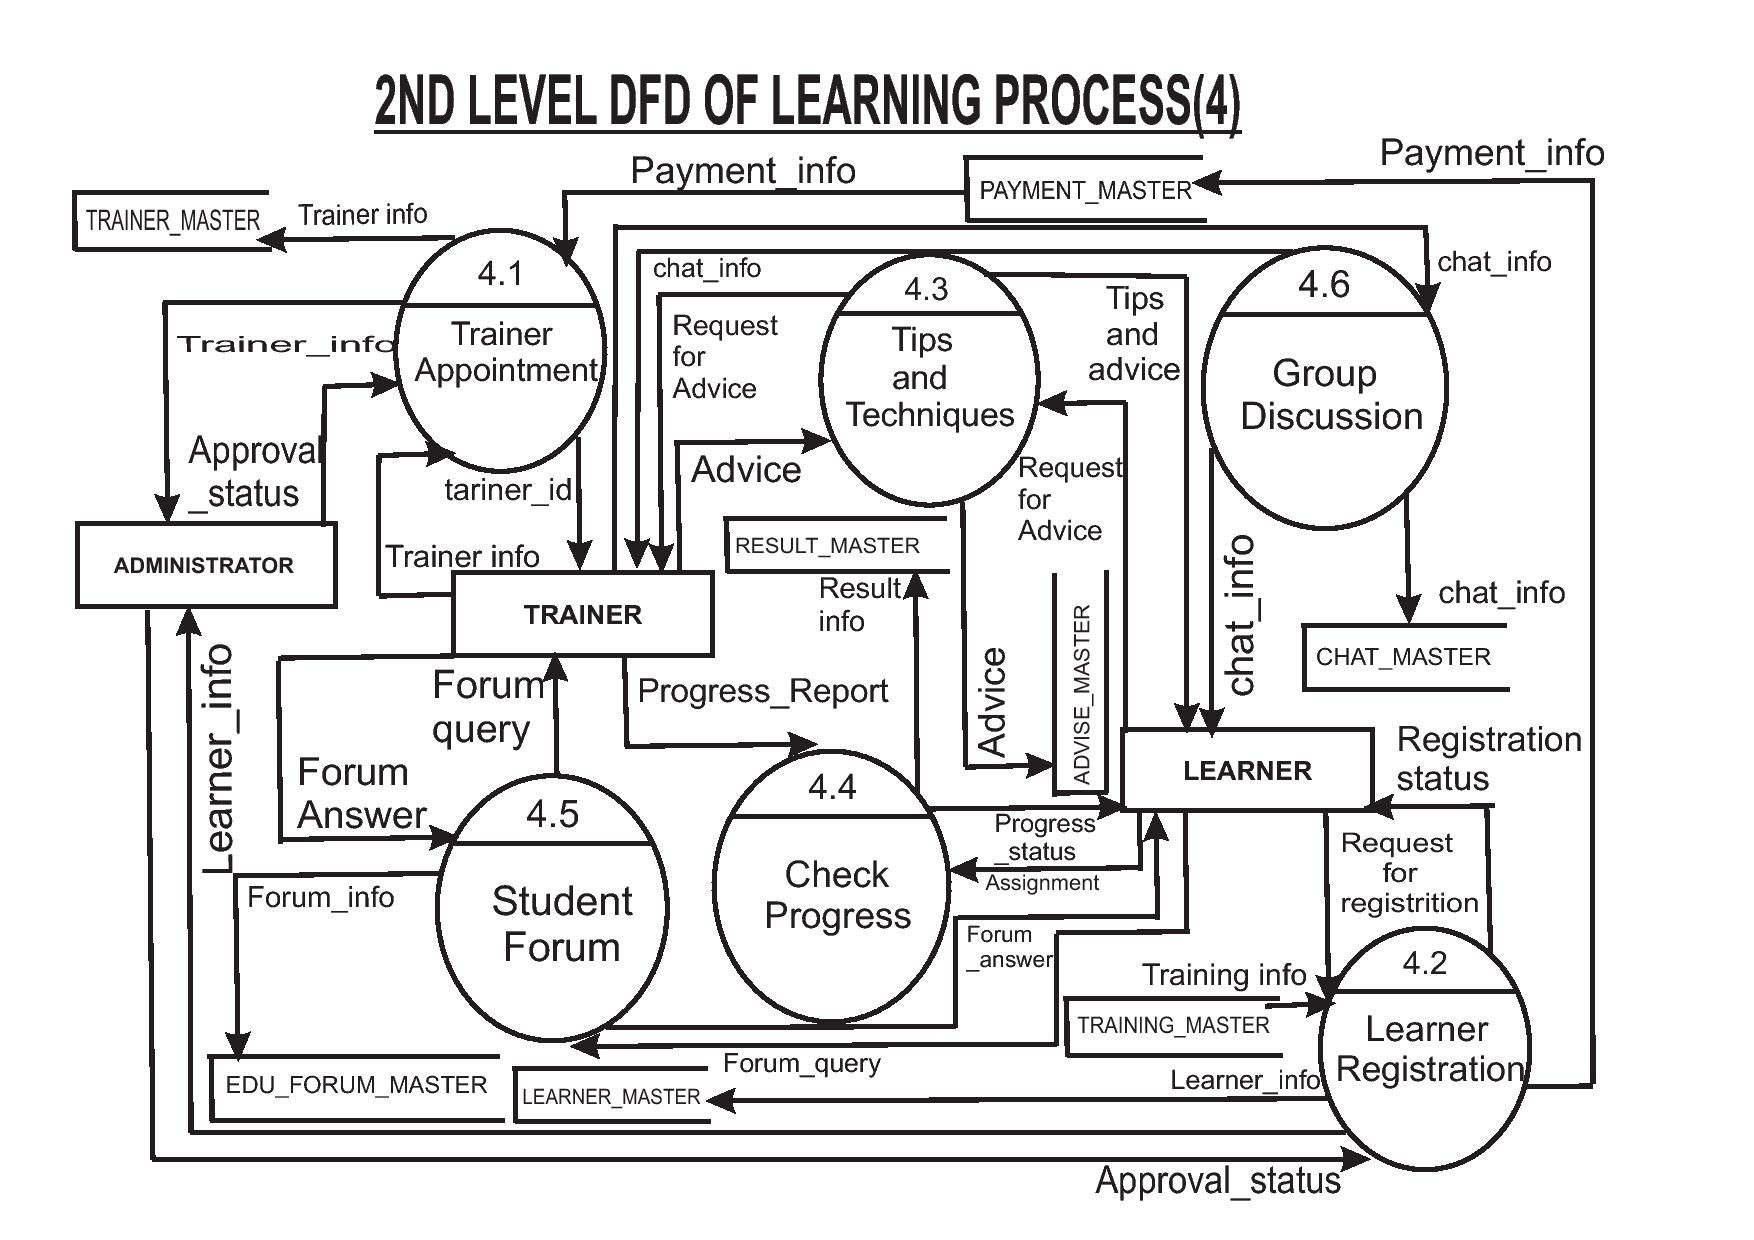 2ND LEVEL DFD OF LEARNING PROCESS(4)
Payment_info
Payment_info
PAYMENT_MASTER
TRAINER_MASTER
Trainer info
4.1
Trainer
Appointment
chat_info
4.3
Tips
and
Techniques
Tips
and
advice
4.6
Group
Discussion
chat_info
Trainer_info
Request
for
Advice
Approval
_status
tariner_id
Advice
Request
for
Advice
ADMINISTRATOR
Trainer info
TRAINER
RESULT_MASTER
Result
info
ADVISE_MASTER
chat_info
chat_info
CHAT_MASTER
Learner_info
Forum
query
Progress_Report
Advice
LEARNER
Registration
status
Forum
Answer
4.5
Student
Forum
4.4
Check
Progress
Progress
_status
Assignment
Request
for
registrition
Forum_info
Forum
_answer
4.2
Learner
Registration
Training info
TRAINING_MASTER
Forum_query
EDU_FORUM_MASTER
LEARNER_MASTER
Learner_info
Approval_status